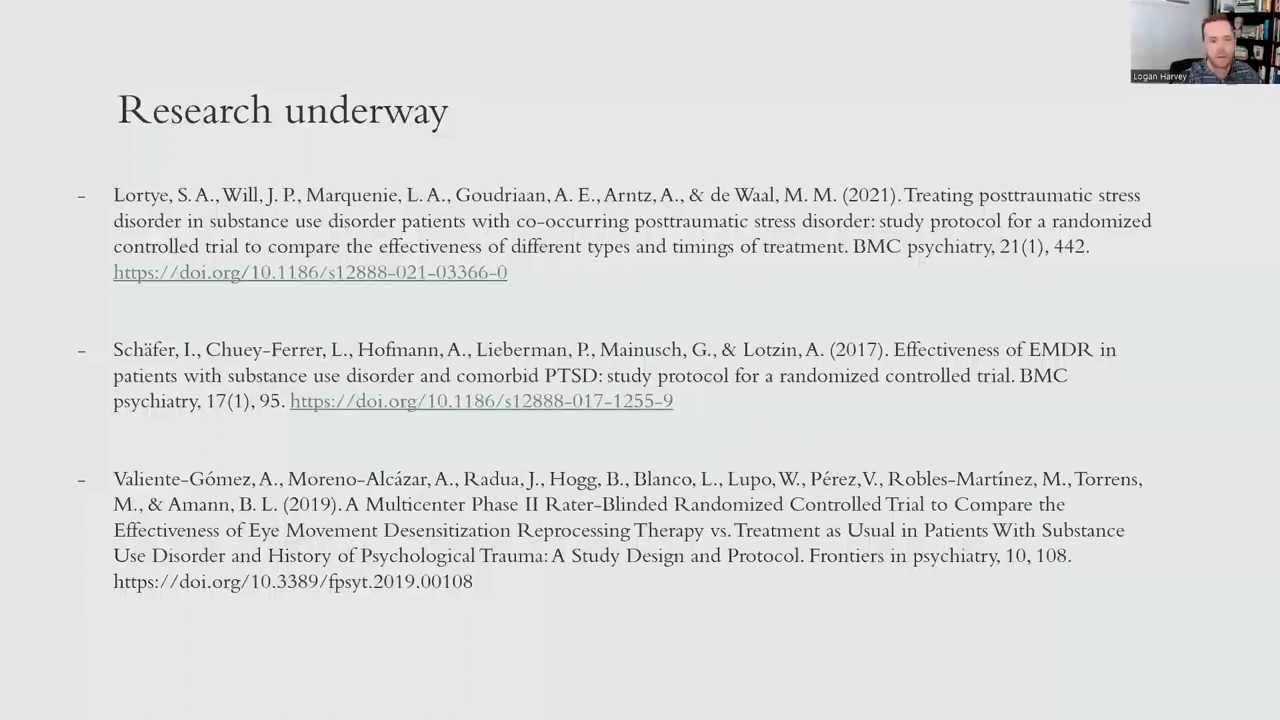 Logan Harvey
Research underway
- Lortye, S. A., Will, J. P., Marquenie, L. A., Goudriaan, A. E., Arntz, A., & de Waal, M. M. (2021). Treating posttraumatic stress
disorder in substance use disorder patients with co-occurring posttraumatic stress disorder: study protocol for a randomized
controlled trial to compare the effectiveness of different types and timings of treatment. BMC psychiatry, 21(1), 442.
https://doi.org/10.1186/s12888-021-03366-0
- Schäfer, I., Chuey-Ferrer, L., Hofmann, A., Lieberman, P., Mainusch, G., & Lotzin, A. (2017). Effectiveness of EMDR in
patients with substance use disorder and comorbid PTSD: study protocol for a randomized controlled trial. BMC
psychiatry, 17(1), 95. https://doi.org/10.1186/s12888-017-1255-9
- Valiente-Gómez, A., Moreno-Alcázar, A., Radua, J., Hogg, B., Blanco, L., Lupo, W., Pérez, V., Robles-Martínez, M., Torrens,
M., & Amann, B. L. (2019). A Multicenter Phase II Rater-Blinded Randomized Controlled Trial to Compare the
Effectiveness of Eye Movement Desensitization Reprocessing Therapy vs. Treatment as Usual in Patients With Substance
Use Disorder and History of Psychological Trauma: A Study Design and Protocol. Frontiers in psychiatry, 10, 108.
https://doi.org/10.3389/fpsyt.2019.00108